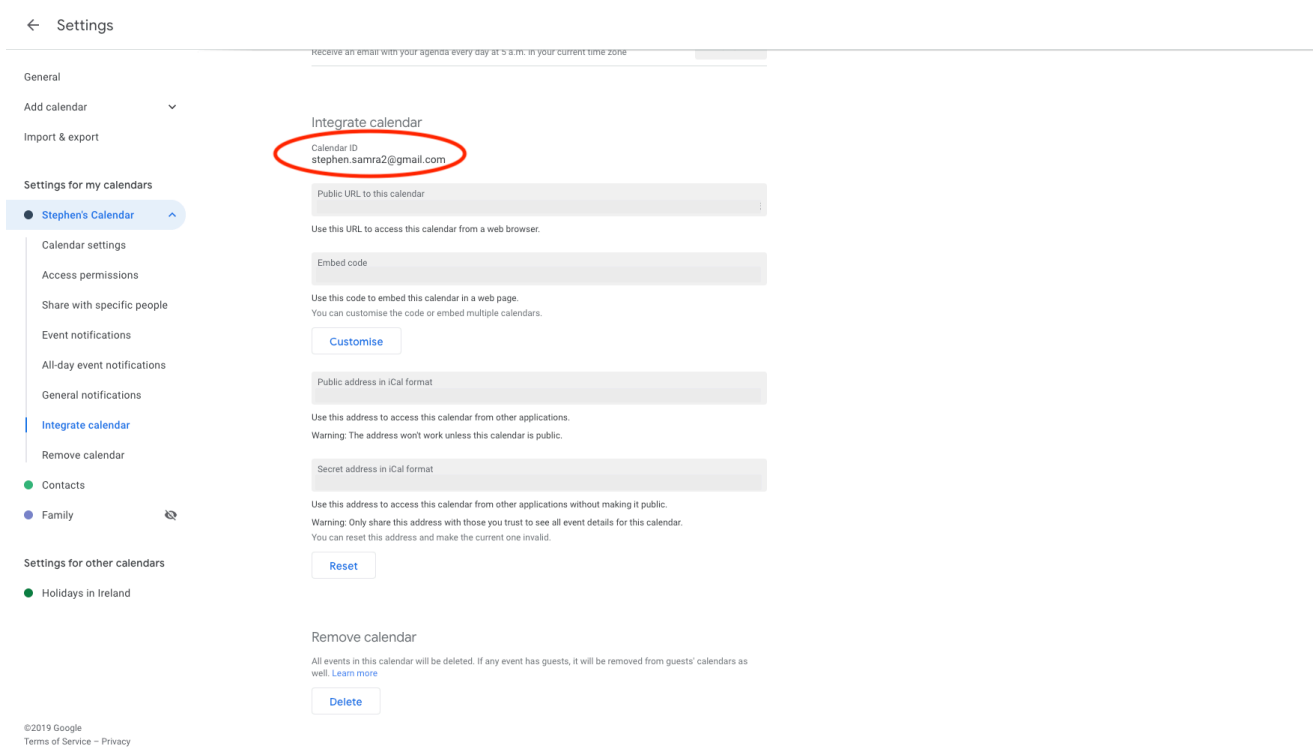 Settings
Receive an email with your agenda every day at 5 a.m. in your current time zone
General
Add calendar
Import & export
Settings for my calendars
Stephen's Calendar
Calendar settings
Access permissions
Share with specific people
Event notifications
All-day event notifications
General notifications
Integrate calendar
Remove calendar
Contacts
Family
Settings for other calendars
Holidays in Ireland
©2019 Google
Terms of Service – Privacy
Integrate calendar
Calendar ID
stephen.samra2@gmail.com
Public URL to this calendar
Use this URL to access this calendar from a web browser.
Embed code
Use this code to embed this calendar in a web page.
You can customise the code or embed multiple calendars.
Customise
Public address in iCal format
Use this address to access this calendar from other applications.
Warning: The address won't work unless this calendar is public.
Secret address in iCal format
Use this address to access this calendar from other applications without making it public.
Warning: Only share this address with those you trust to see all event details for this calendar.
You can reset this address and make the current one invalid.
Reset
Remove calendar
All events in this calendar will be deleted. If any event has guests, it will be removed from guests' calendars as
well. Learn more
Delete